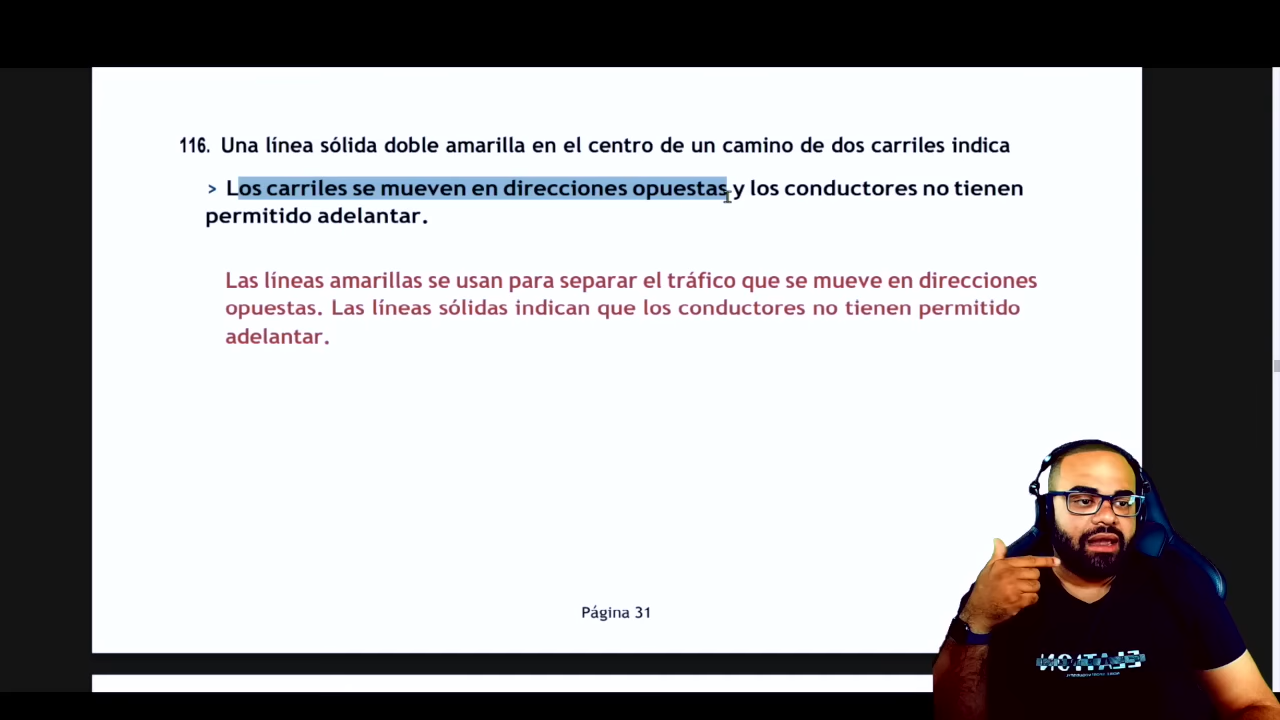 116. Una línea sólida doble amarilla en el centro de un camino de dos carriles indica
> Los carriles se mueven en direcciones opuestas y los conductores no tienen
permitido adelantar.
Las líneas amarillas se usan para separar el tráfico que se mueve en direcciones
opuestas. Las líneas sólidas indican que los conductores no tienen permitido
adelantar.
Página 31